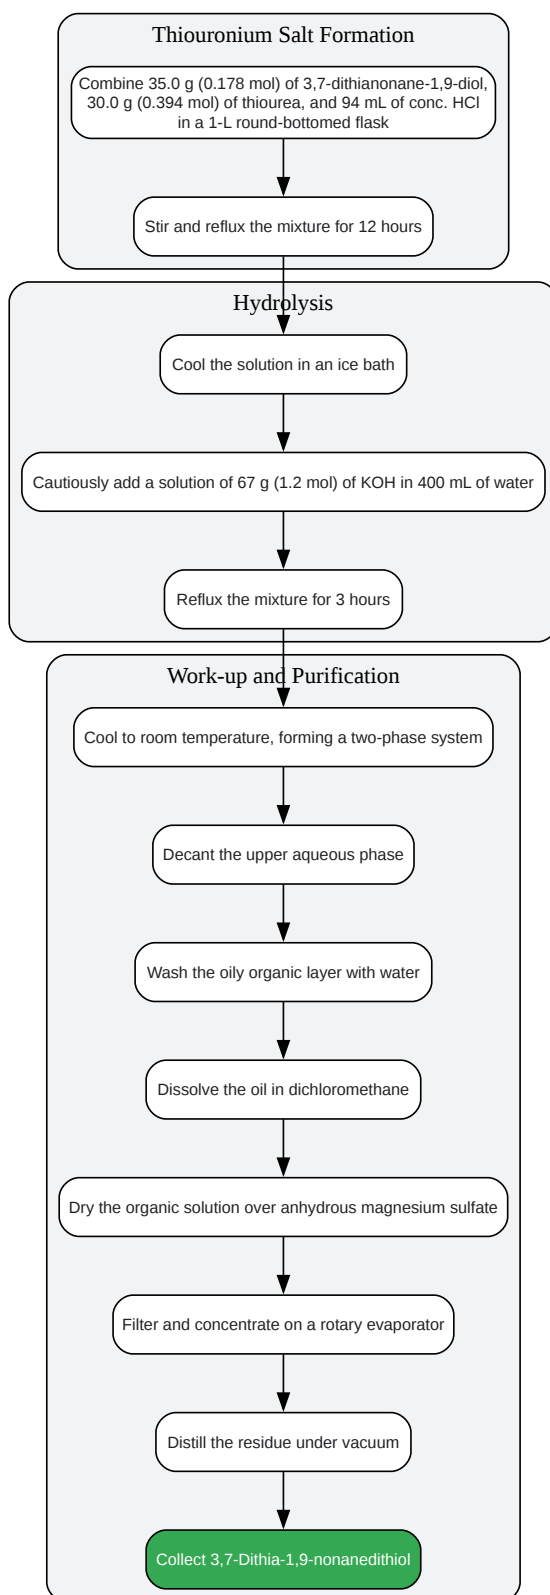 Thiouronium Salt Formation
Combine 35.0 g (0.178 mol) of 3,7-dithianonane-1,9-diol,
30.0 g (0.394 mol) of thiourea, and 94 mL of conc. HCl
in a 1-L round-bottomed flask
Stir and reflux the mixture for 12 hours
Hydrolysis
Cool the solution in an ice bath
Cautiously add a solution of 67 g (1.2 mol) of KOH in 400 mL of water
Reflux the mixture for 3 hours
Work-up and Purification
Cool to room temperature, forming a two-phase system
Decant the upper aqueous phase
Wash the oily organic layer with water
Dissolve the oil in dichloromethane
Dry the organic solution over anhydrous magnesium sulfate
Filter and concentrate on a rotary evaporator
Distill the residue under vacuum
Collect 3,7-Dithia-1,9-nonanedithiol